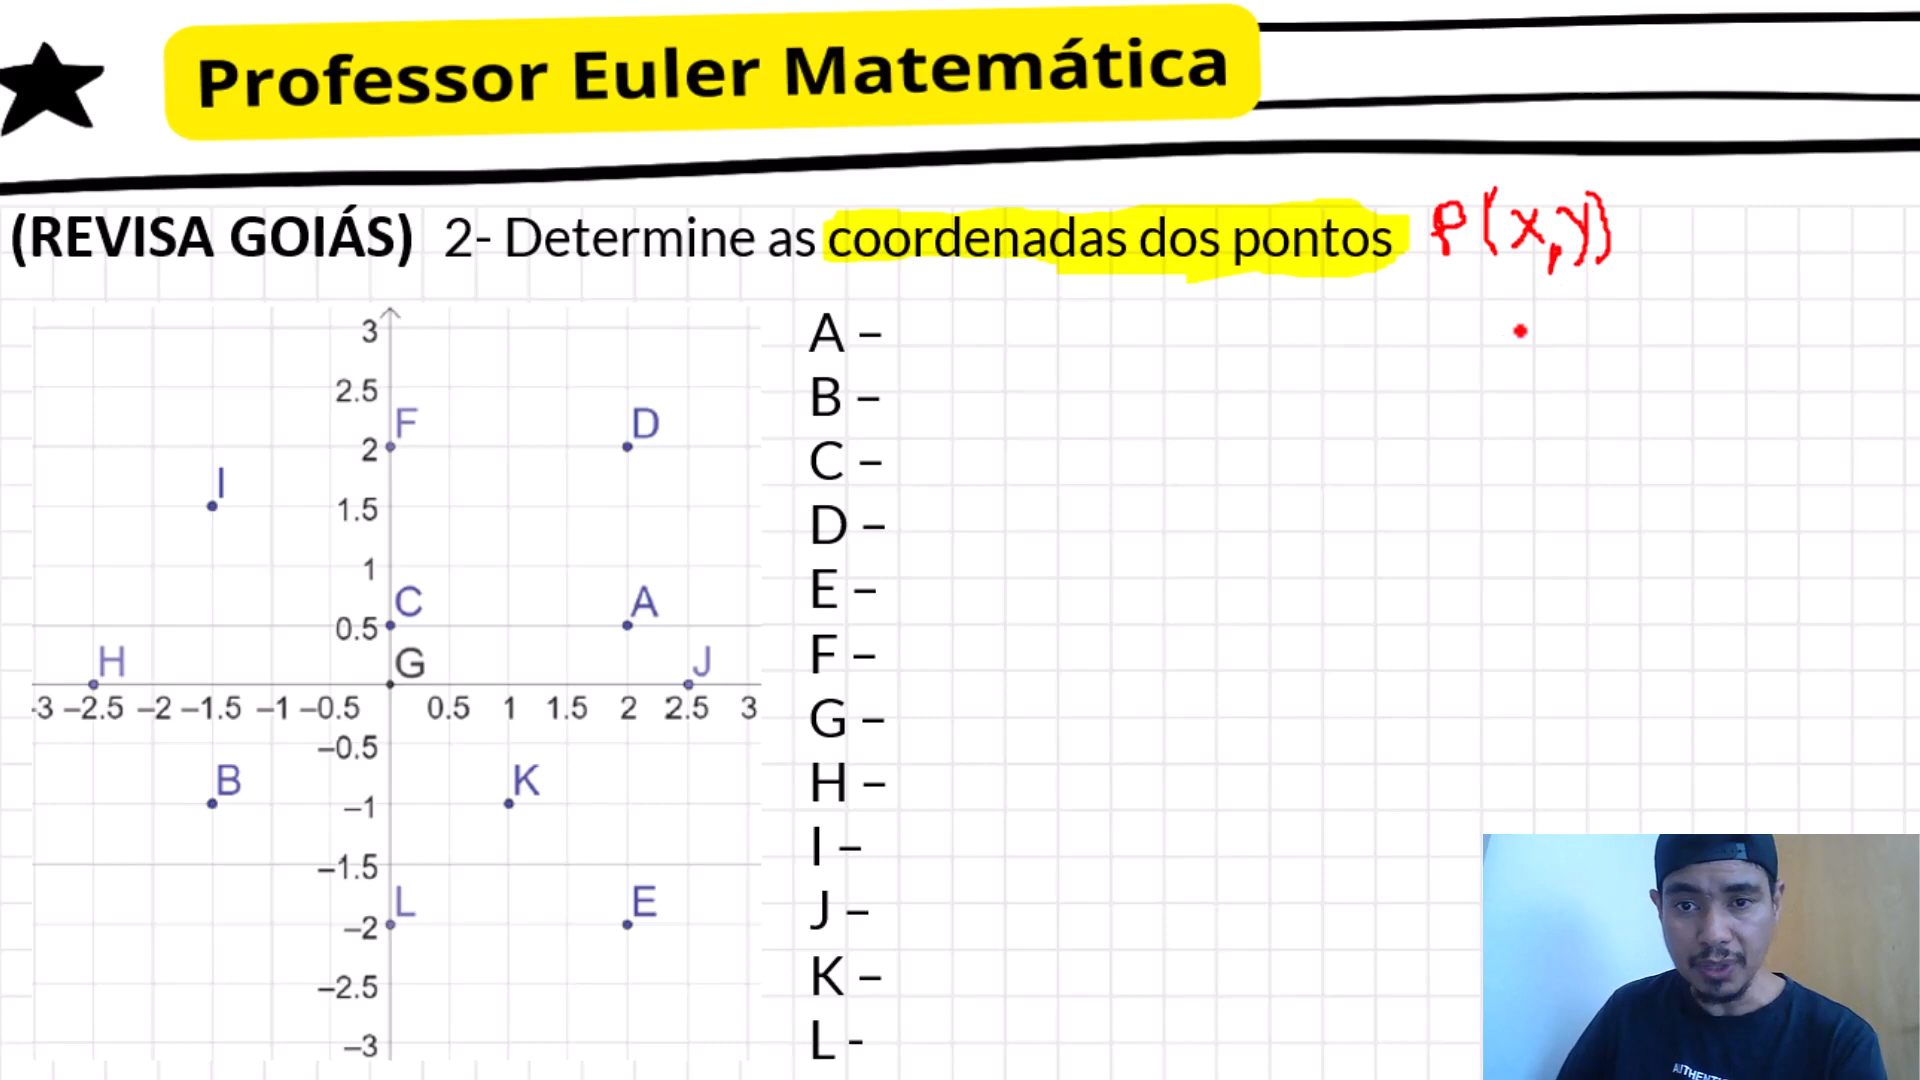 Professor Euler Matemática
(REVISA GOIÁS) 2- Determine as coordenadas dos pontos P(x,y)
3
2.5
F
D
2
I
1.5
1
C
A
0.5
H
G
J
-3 –2.5 –2 –1.5 –1 –0.5 0.5 1 1.5 2 2.5 3
–0.5
B
K
–1
–1.5
L
E
–2
–2.5
–3
A –
B –
C –
D –
E –
F –
G –
H –
I –
J –
K –
L -